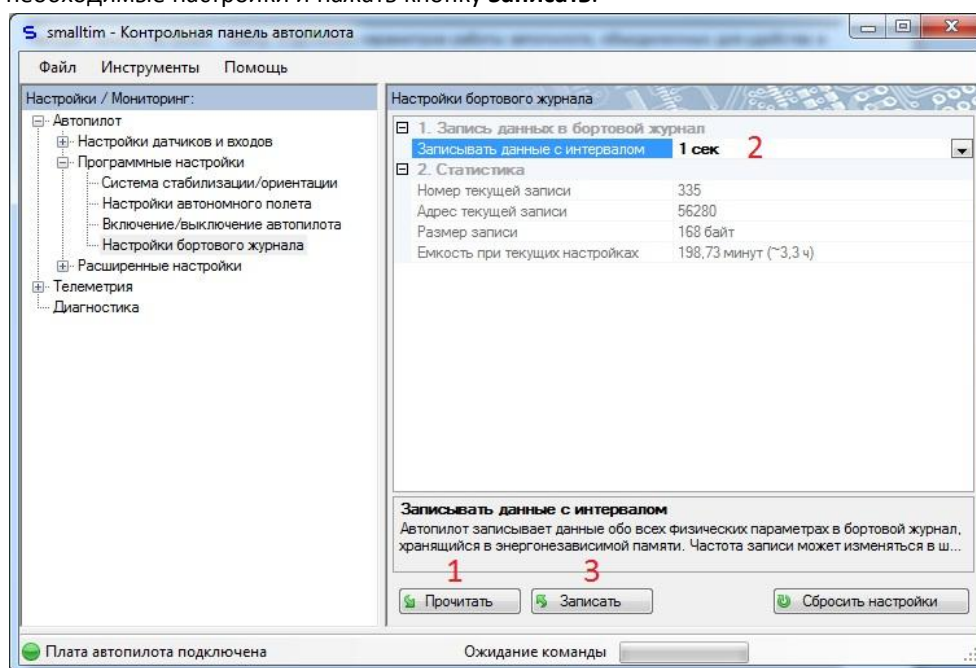 необходимые настройки и нажать кнопку Записать.
smalltim - Контрольная панель автопилота
Файл Инструменты Помощь
Настройки / Мониторинг:
Автопилот
Настройки датчиков и входов
Программные настройки
Система стабилизации/ориентации
Настройки автономного полета
Включение/выключение автопилота
Настройки бортового журнала
Расширенные настройки
Телеметрия
Диагностика
Настройки бортового журнала
1. Запись данных в бортовой журнал
Записывать данные с интервалом 1 сек 2
2. Статистика
Номер текущей записи 335
Адрес текущей записи 56280
Размер записи 168 байт
Емкость при текущих настройках 198,73 минут (~3,3 ч)
Записывать данные с интервалом
Автопилот записывает данные обо всех физических параметрах в бортовой журнал,
хранящийся в энергонезависимой памяти. Частота записи может изменяться в ш...
1 3
Прочитать Записать Сбросить настройки
Плата автопилота подключена Ожидание команды